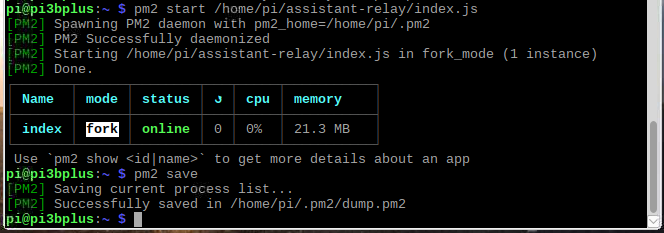 pi@pi3bplus:~ $ pm2 start /home/pi/assistant-relay/index.js
[PM2] Spawning PM2 daemon with pm2_home=/home/pi/.pm2
[PM2] PM2 Successfully daemonized
[PM2] Starting /home/pi/assistant-relay/index.js in fork_mode (1 instance)
[PM2] Done.
Name mode status ↺ cpu memory
index fork online 0 0% 21.3 MB
Use `pm2 show <id|name>` to get more details about an app
pi@pi3bplus:~ $ pm2 save
[PM2] Saving current process list...
[PM2] Successfully saved in /home/pi/.pm2/dump.pm2
pi@pi3bplus:~ $